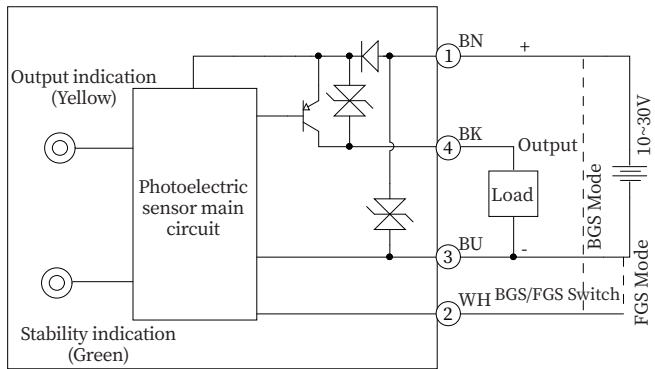 Output indication
(Yellow)
Photoelectric
sensor main
circuit
Stability indication
(Green)
1
BN
+
4
BK
Output
Load
3
BU
-
2
WH
BGS/FGS Switch
BGS Mode
10~30V
FGS Mode